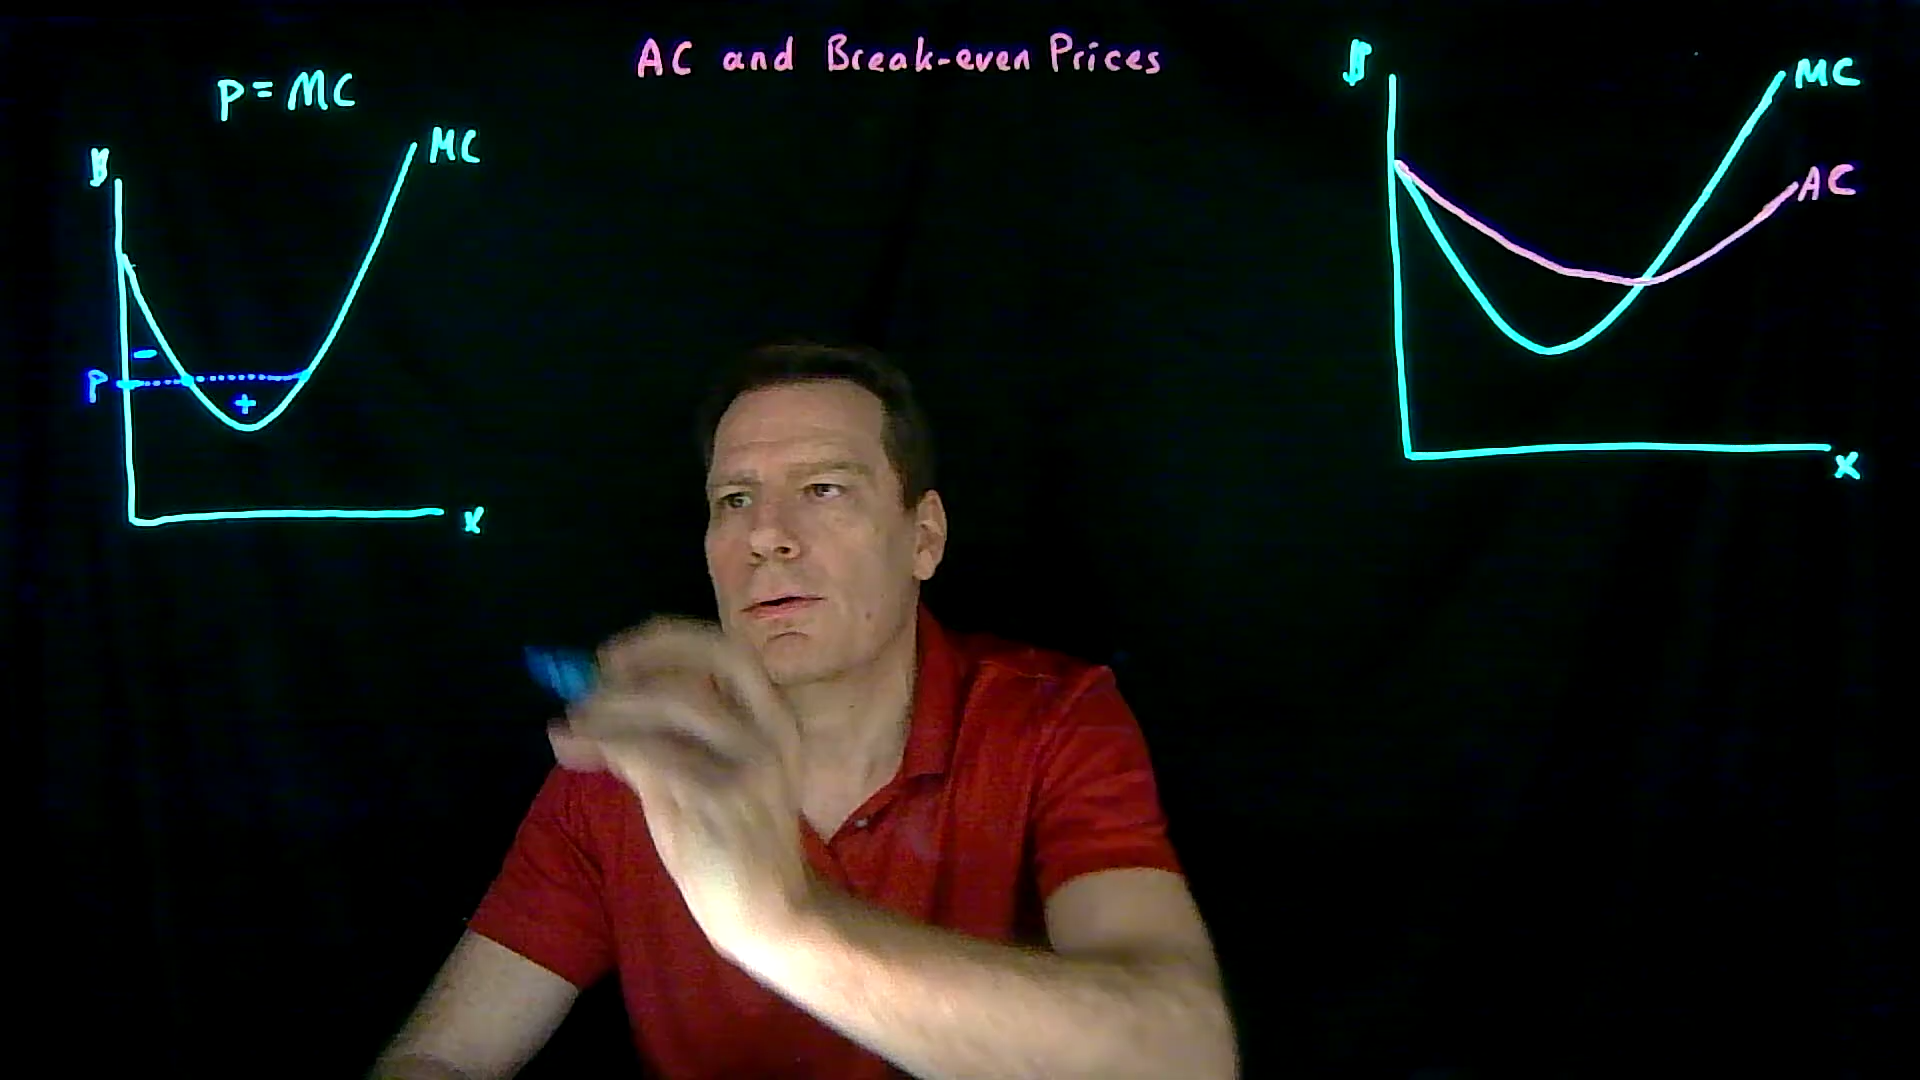 AC and Break-even Prices
p = MC
$
MC
P
-
+
x
$
MC
AC
x